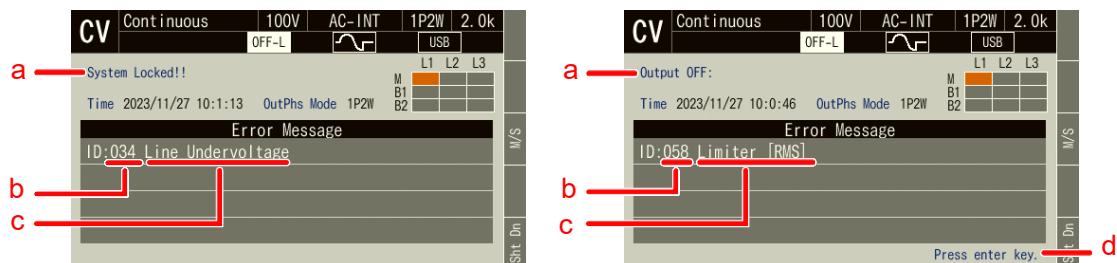 CV Continuous 100V AC-INT 1P2W 2.0k
OFF-L USB
a System Locked!! L1 L2 L3
M
B1
Time 2023/11/27 10:1:13 OutPhs Mode 1P2W B2
Error Message
ID:034 Line Undervoltage
M/S
b
c
Sht Dn
CV Continuous 100V AC-INT 1P2W 2.0k
OFF-L USB
a Output OFF: L1 L2 L3
M
B1
Time 2023/11/27 10:0:46 OutPhs Mode 1P2W B2
Error Message
ID:058 Limiter [RMS]
M/S
b
c
Sht Dn
Press enter key. d